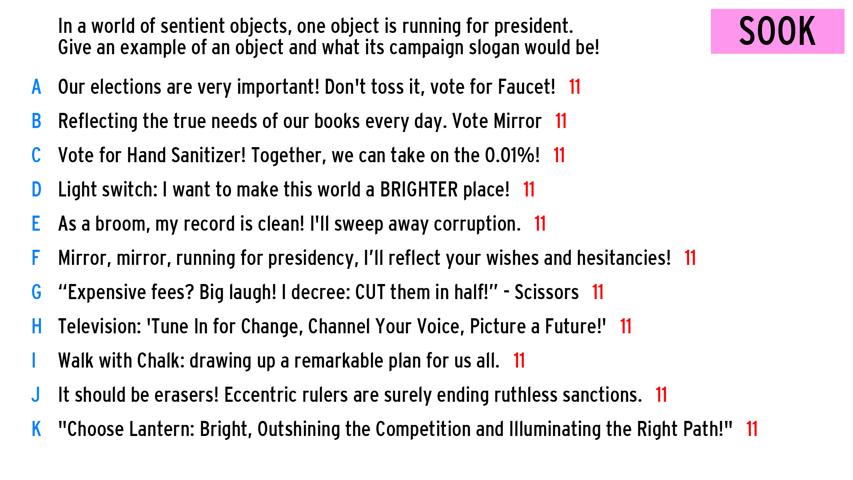 In a world of sentient objects, one object is running for president.
Give an example of an object and what its campaign slogan would be!
SOOK
A Our elections are very important! Don't toss it, vote for Faucet! 11
B Reflecting the true needs of our books every day. Vote Mirror 11
C Vote for Hand Sanitizer! Together, we can take on the 0.01%! 11
D Light switch: I want to make this world a BRIGHTER place! 11
E As a broom, my record is clean! I'll sweep away corruption. 11
F Mirror, mirror, running for presidency, I’ll reflect your wishes and hesitancies! 11
G “Expensive fees? Big laugh! I decree: CUT them in half!” - Scissors 11
H Television: 'Tune In for Change, Channel Your Voice, Picture a Future!' 11
I Walk with Chalk: drawing up a remarkable plan for us all. 11
J It should be erasers! Eccentric rulers are surely ending ruthless sanctions. 11
K "Choose Lantern: Bright, Outshining the Competition and Illuminating the Right Path!" 11